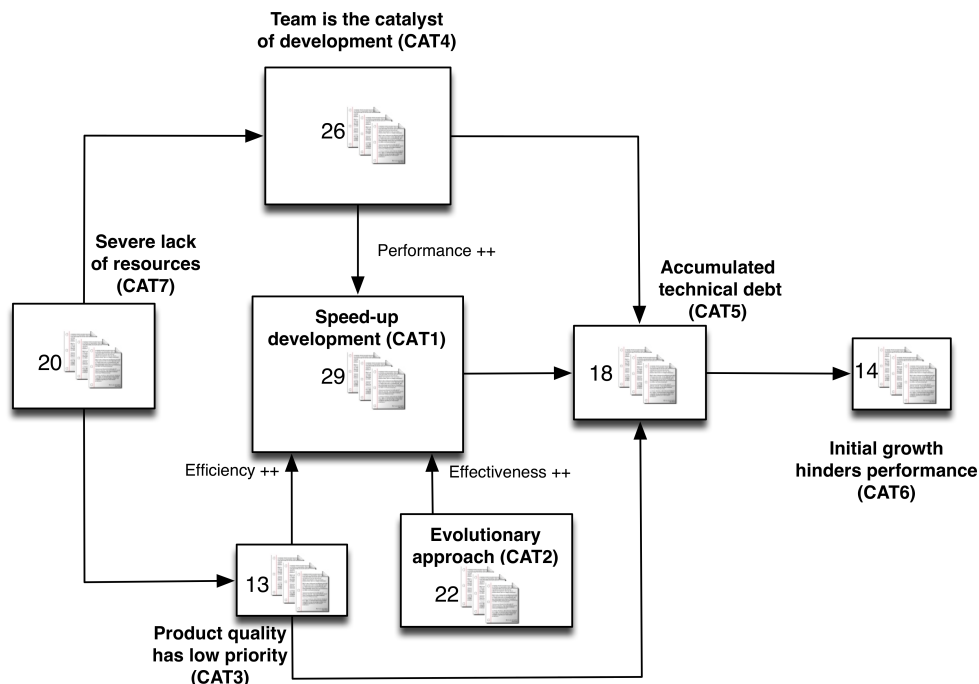 Team is the catalyst
of development (CAT4)
26
Performance ++
Severe lack
of resources
(CAT7)
20
Accumulated
technical debt
(CAT5)
18
Speed-up
development (CAT1)
29
14
Initial growth
hinders performance
(CAT6)
Efficiency ++
Effectiveness ++
Evolutionary
approach (CAT2)
22
13
Product quality
has low priority
(CAT3)